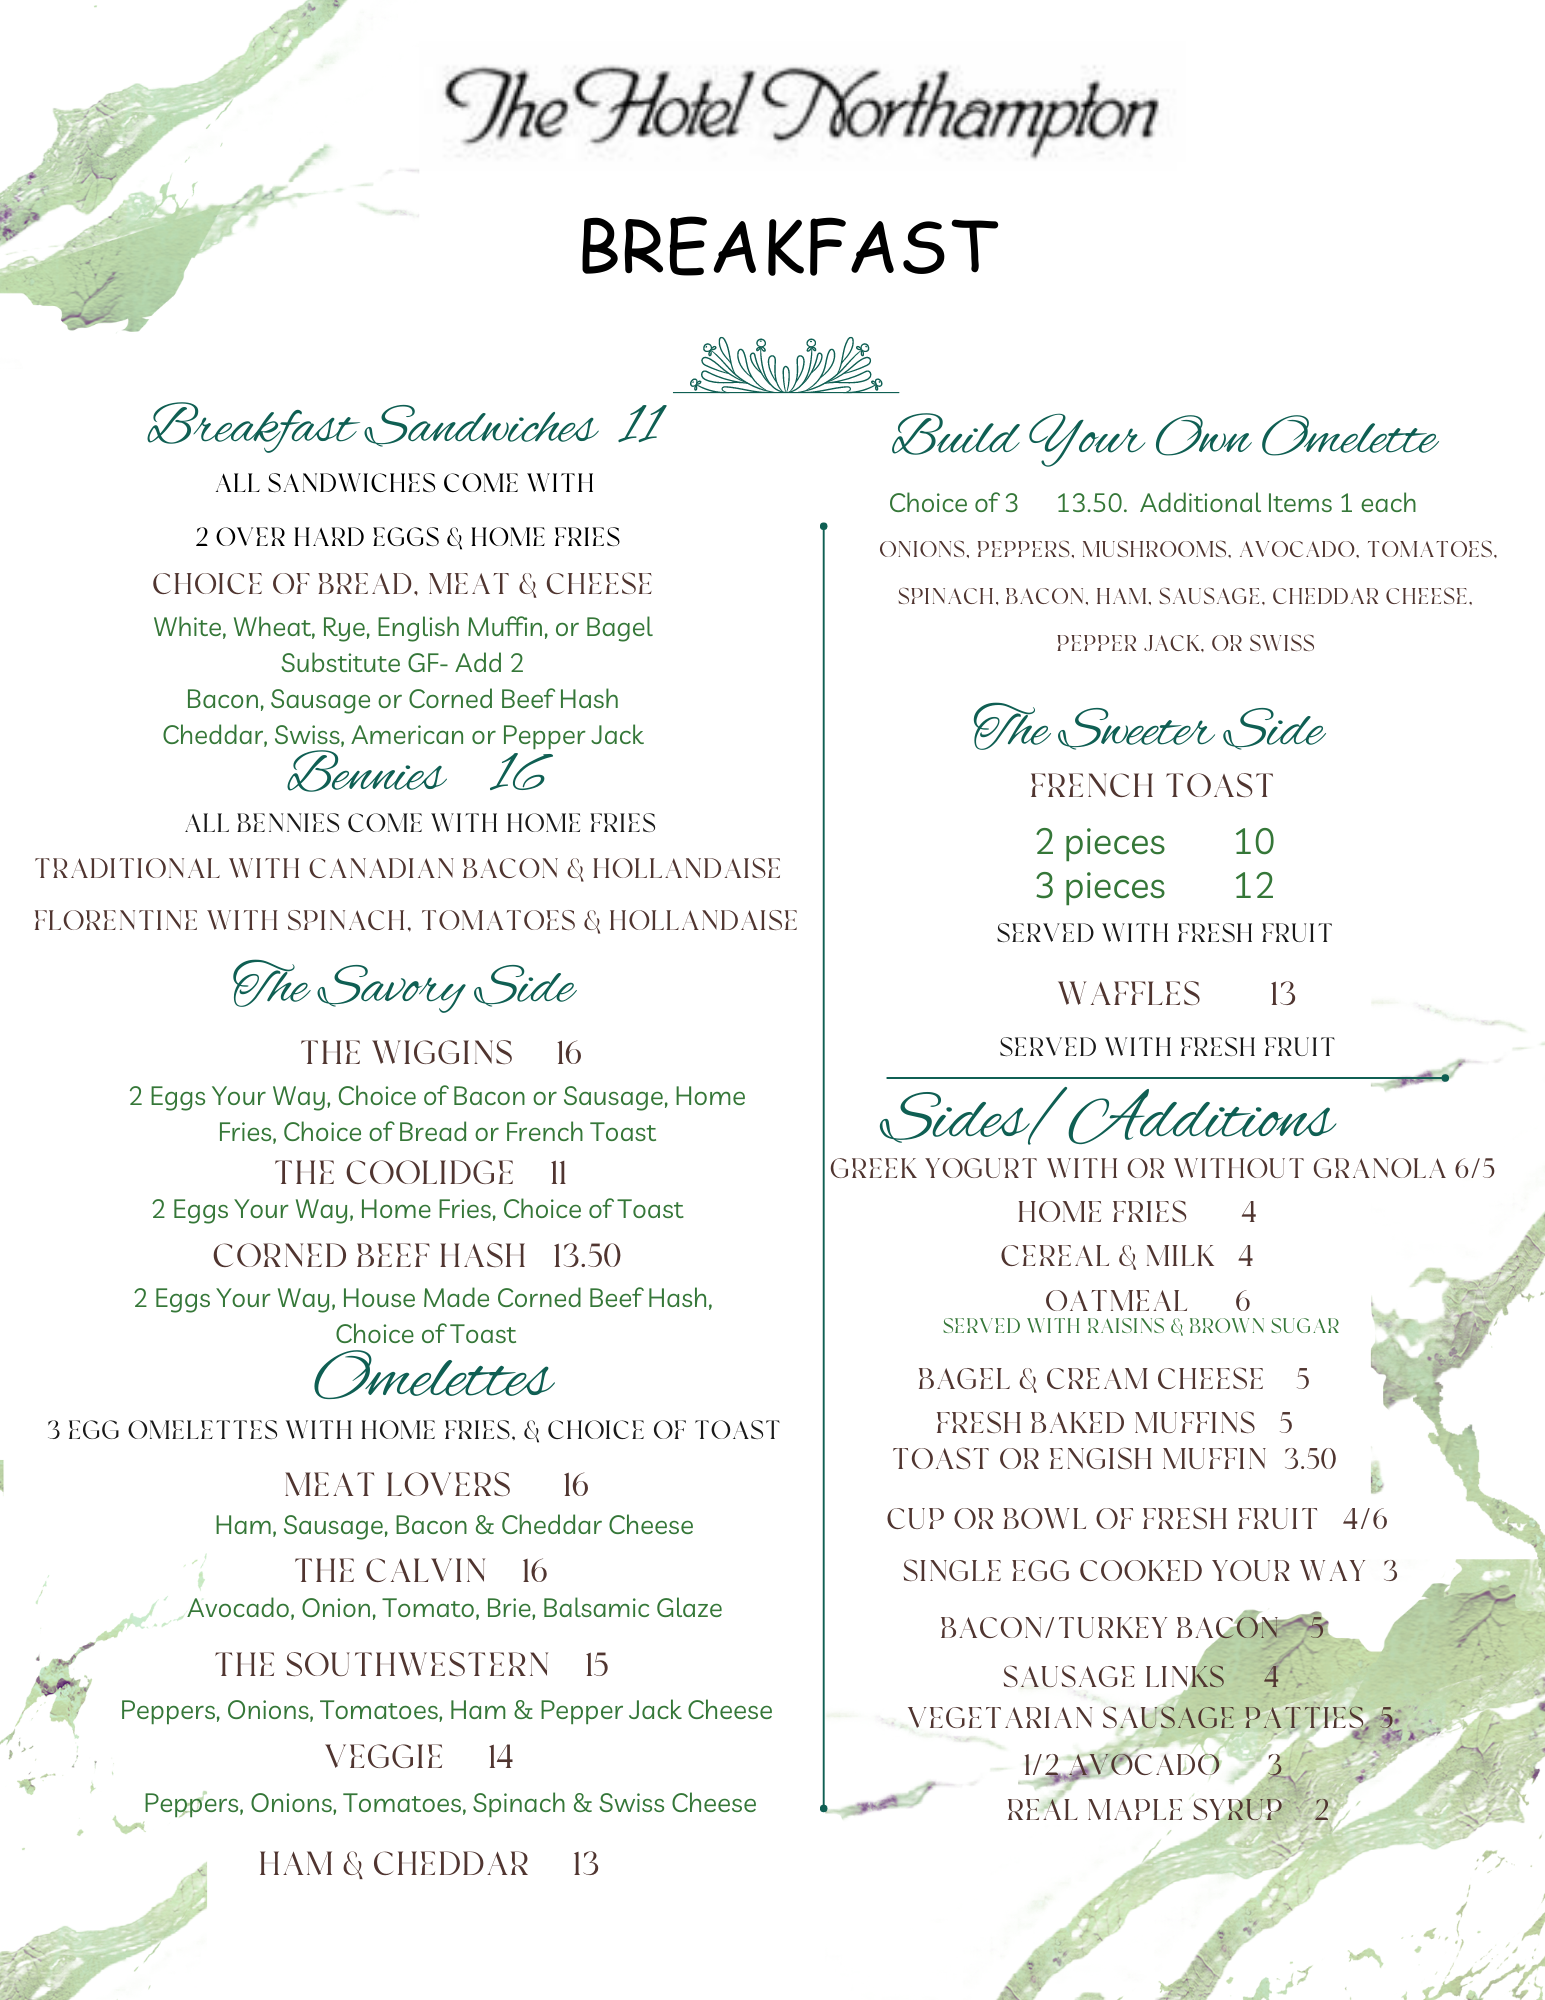 The Hotel Northampton
BREAKFAST
Breakfast Sandwiches 11
ALL SANDWICHES COME WITH
2 OVER HARD EGGS & HOME FRIES
CHOICE OF BREAD, MEAT & CHEESE
White, Wheat, Rye, English Muffin, or Bagel
Substitute GF- Add 2
Bacon, Sausage or Corned Beef Hash
Cheddar, Swiss, American or Pepper Jack
Bennies 16
ALL BENNIES COME WITH HOME FRIES
TRADITIONAL WITH CANADIAN BACON & HOLLANDAISE
FLORENTINE WITH SPINACH, TOMATOES & HOLLANDAISE
The Savory Side
THE WIGGINS 16
2 Eggs Your Way, Choice of Bacon or Sausage, Home
Fries, Choice of Bread or French Toast
THE COOLIDGE 11
2 Eggs Your Way, Home Fries, Choice of Toast
CORNED BEEF HASH 13.50
2 Eggs Your Way, House Made Corned Beef Hash,
Choice of Toast
Omelettes
3 EGG OMELETTES WITH HOME FRIES, & CHOICE OF TOAST
MEAT LOVERS 16
Ham, Sausage, Bacon & Cheddar Cheese
THE CALVIN 16
Avocado, Onion, Tomato, Brie, Balsamic Glaze
THE SOUTHWESTERN 15
Peppers, Onions, Tomatoes, Ham & Pepper Jack Cheese
VEGGIE 14
Peppers, Onions, Tomatoes, Spinach & Swiss Cheese
HAM & CHEDDAR 13
Build Your Own Omelette
Choice of 3 13.50. Additional Items 1 each
ONIONS, PEPPERS, MUSHROOMS, AVOCADO, TOMATOES,
SPINACH, BACON, HAM, SAUSAGE, CHEDDAR CHEESE,
PEPPER JACK, OR SWISS
The Sweeter Side
FRENCH TOAST
2 pieces 10
3 pieces 12
SERVED WITH FRESH FRUIT
WAFFLES 13
SERVED WITH FRESH FRUIT
Sides/ Additions
GREEK YOGURT WITH OR WITHOUT GRANOLA 6/5
HOME FRIES 4
CEREAL & MILK 4
OATMEAL 6
SERVED WITH RAISINS & BROWN SUGAR
BAGEL & CREAM CHEESE 5
FRESH BAKED MUFFINS 5
TOAST OR ENGISH MUFFIN 3.50
CUP OR BOWL OF FRESH FRUIT 4/6
SINGLE EGG COOKED YOUR WAY 3
BACON/TURKEY BACON 5
SAUSAGE LINKS 4
VEGETARIAN SAUSAGE PATTIES 5
1/2 AVOCADO 3
REAL MAPLE SYRUP 2